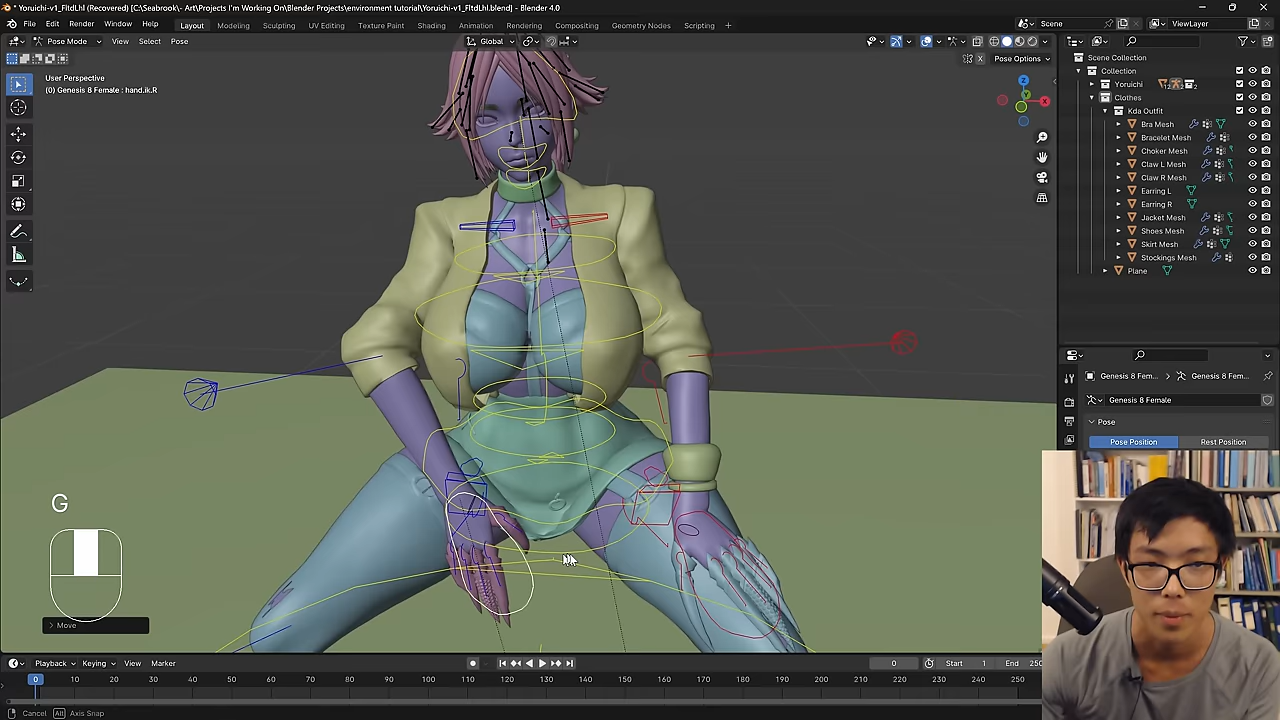 * Yoruichi-v1_FltdLhl (Recovered) [C:\Seabrook\- Art\Projects I'm Working On\Blender Projects\environment tutorial\Yoruichi-v1_FltdLhl.blend] - Blender 4.0
File Edit Render Window Help Layout Modeling Sculpting UV Editing Texture Paint Shading Animation Rendering Compositing Geometry Nodes Scripting + Scene ViewLayer
Pose Mode View Select Pose Global
X Pose Options
User Perspective
(0) Genesis 8 Female : hand.ik.R
Z
Y
X
Scene Collection
Collection
Yoruichi
Clothes
Kda Outfit
Bra Mesh
Bracelet Mesh
Choker Mesh
Claw L Mesh
Claw R Mesh
Earring L
Earring R
Jacket Mesh
Shoes Mesh
Skirt Mesh
Stockings Mesh
Plane
Genesis 8 Fem... > Genesis 8 Fem...
Genesis 8 Female
Pose
Pose Position Rest Position
G
> Move
Playback Keying View Marker 0 Start 1 End 250
0 10 20 30 40 50 60 70 80 90 100 110 120 130 140 150 160 170 180 190 200 210 220 230 240 250
Cancel Alt Axis Snap